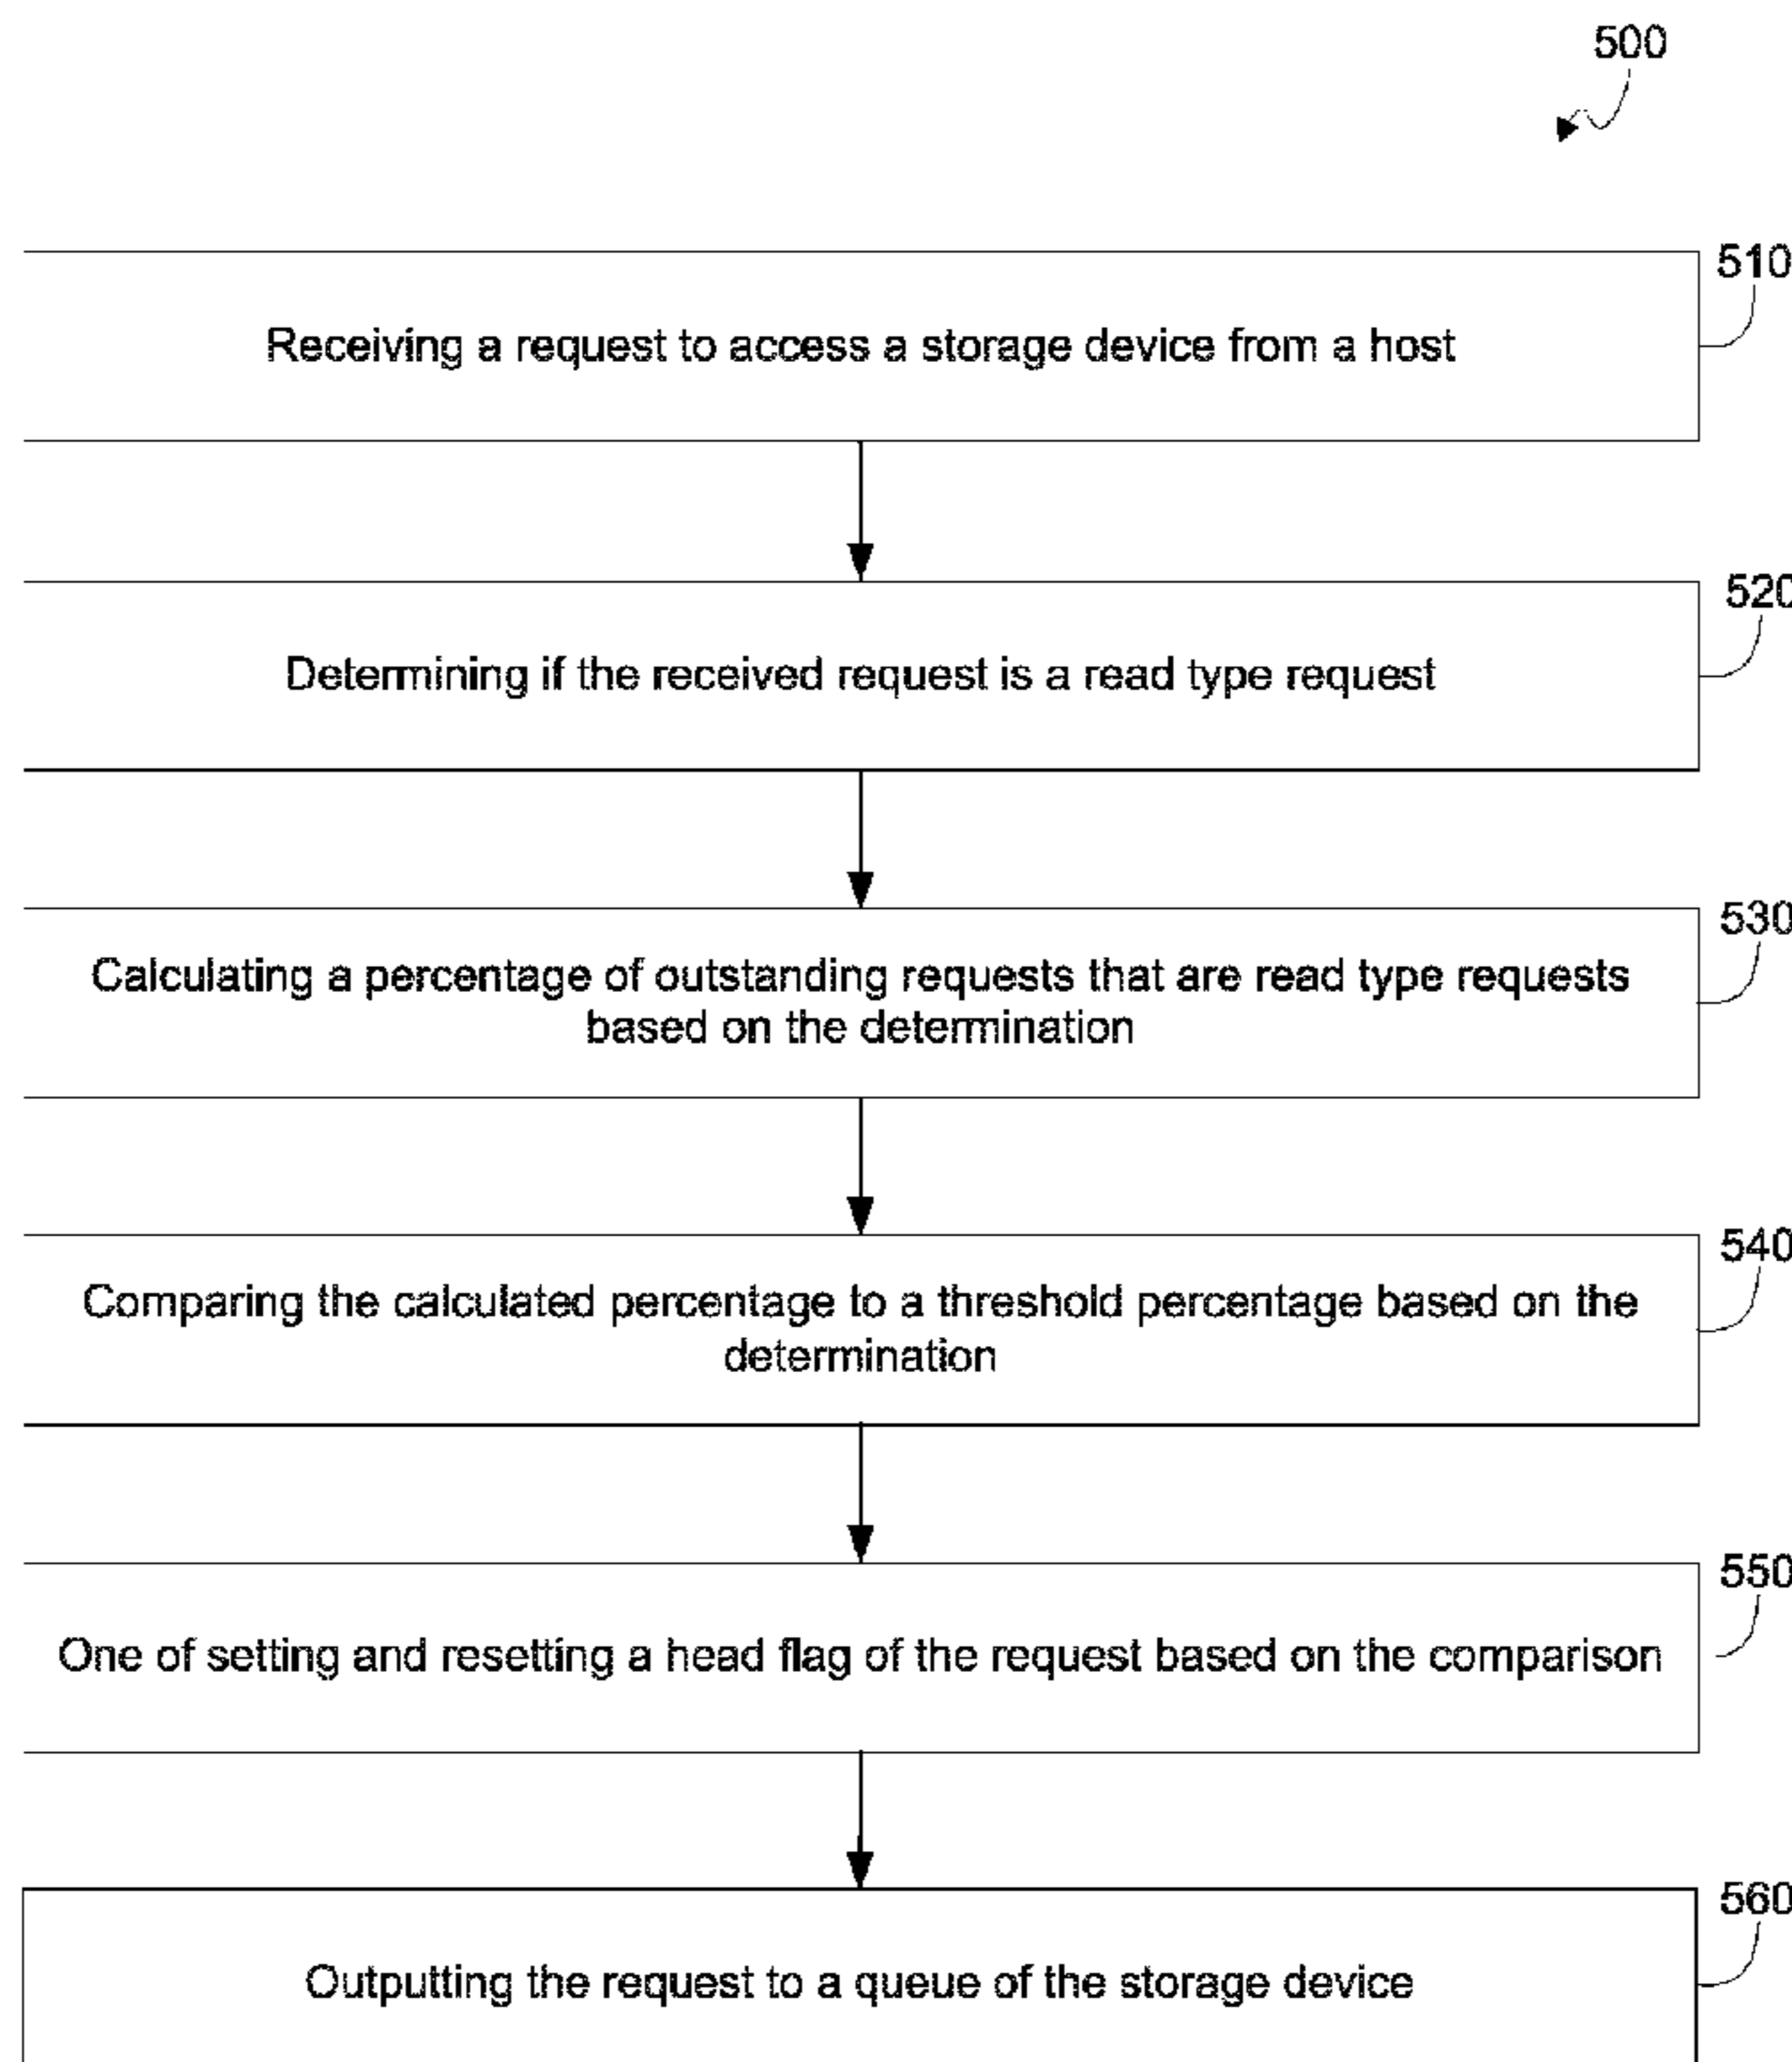 500
510
Receiving a request to access a storage device from a host
520
Determining if the received request is a read type request
530
Calculating a percentage of outstanding requests that are read type requests
based on the determination
540
Comparing the calculated percentage to a threshold percentage based on the
determination
550
One of setting and resetting a head flag of the request based on the comparison
560
Outputting the request to a queue of the storage device